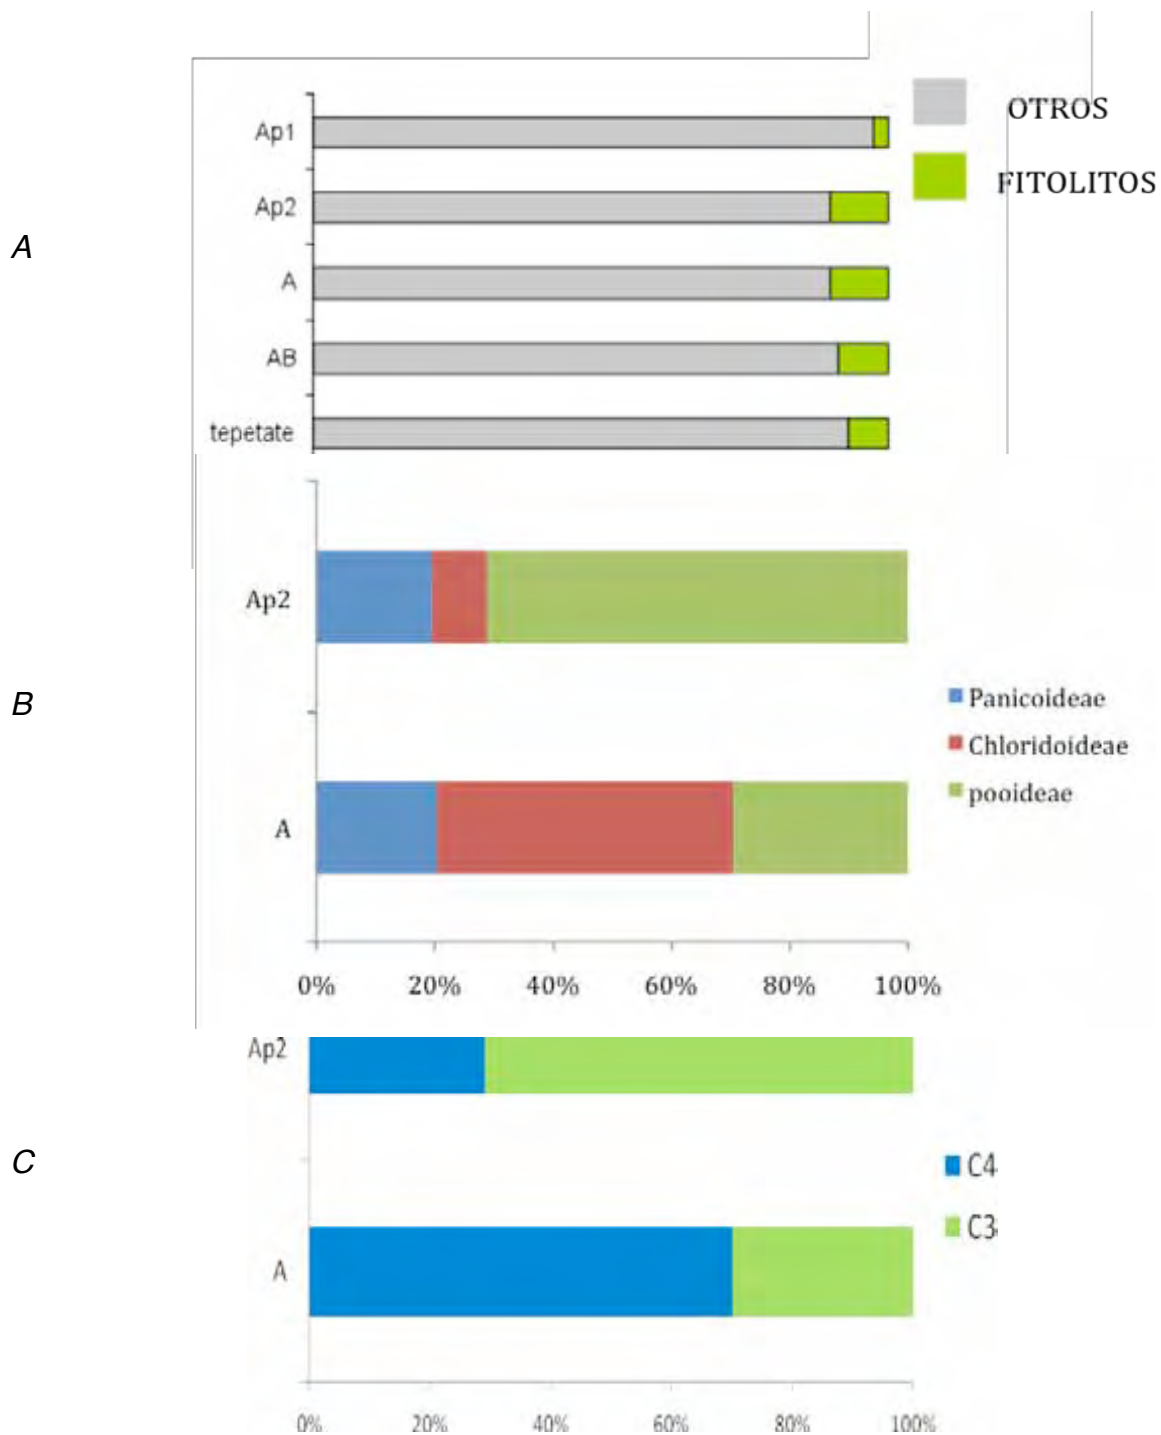 OTROS
Ap1
FITOLITOS
Ap2
A
A
AB
tepetate
Ap2
B
Panicoideae
Chloridoideae
pooideae
A
0% 20% 40% 60% 80% 100%
Ap2
C
C4
C3
A
0% 20% 40% 60% 80% 100%